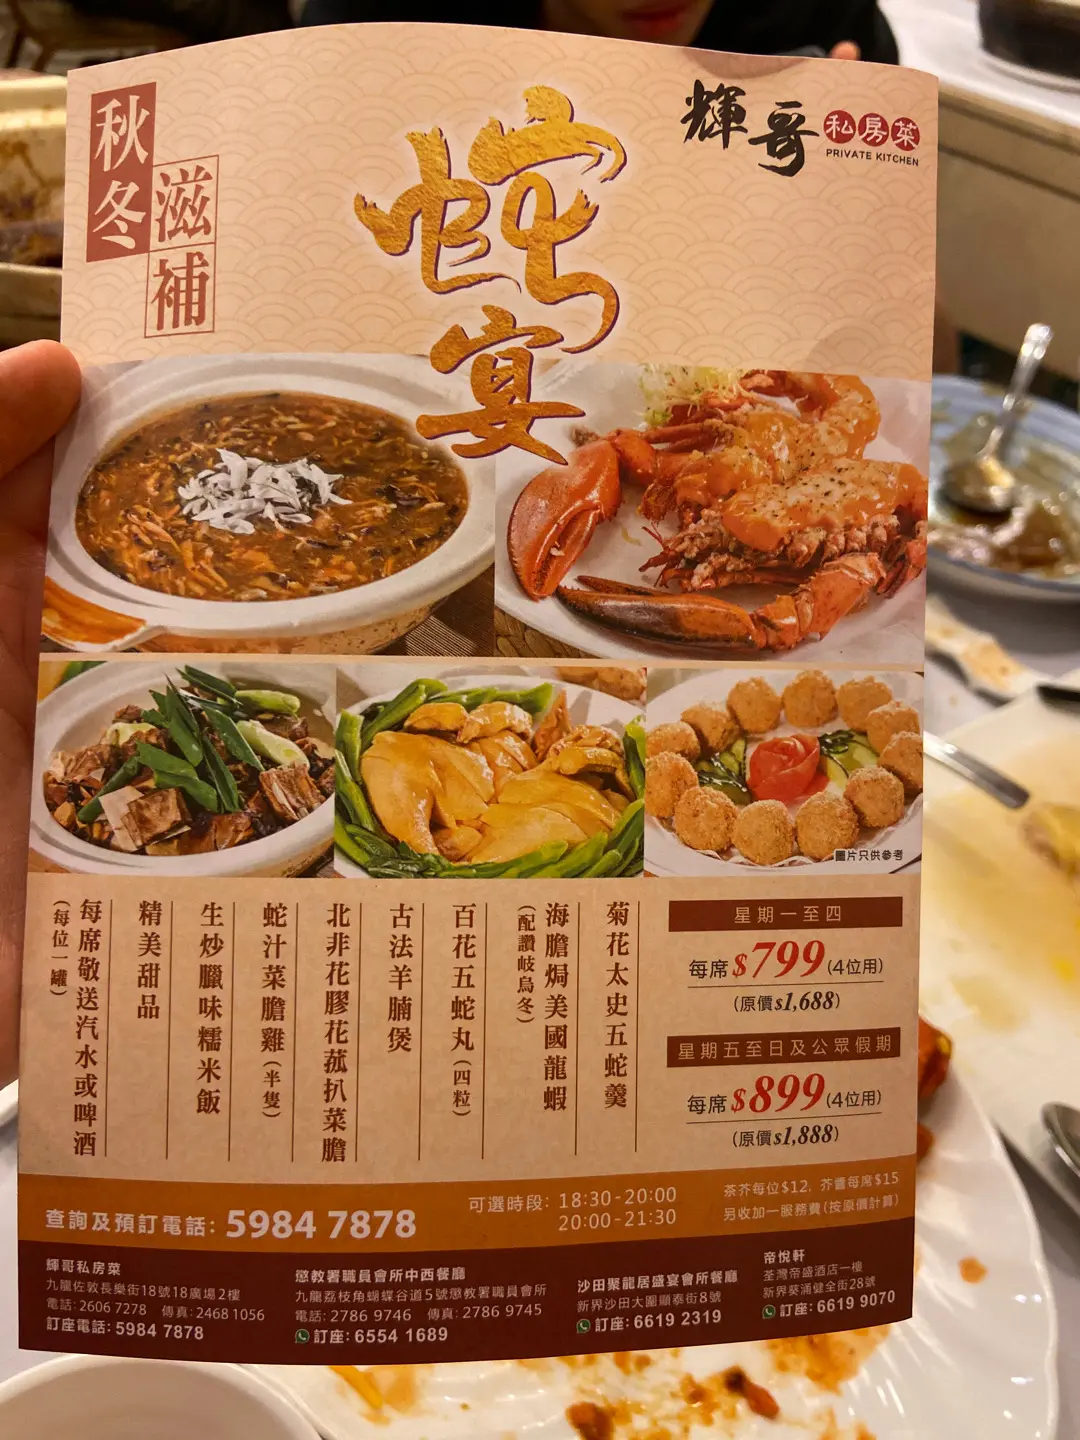 秋冬
滋補
蛇宴
輝哥
私房菜
PRIVATE KITCHEN
圖片只供參考
菊花太史五蛇羹
海膽焗美國龍蝦
(配讚岐烏冬)
百花五蛇丸(四粒)
古法羊腩煲
北非花膠花菰扒菜膽
蛇汁菜膽雞(半隻)
生炒臘味糯米飯
精美甜品
每席敬送汽水或啤酒
(每位一罐)
星期一至四
每席$799(4位用)
(原價$1,688)
星期五至日及公眾假期
每席$899(4位用)
(原價$1,888)
查詢及預訂電話: 5984 7878
可選時段: 18:30-20:00
20:00-21:30
茶芥每位$12, 芥醬每席$15
另收加一服務費(按原價計算)
輝哥私房菜
九龍佐敦長樂街18號18廣場2樓
電話: 2606 7278 傳真: 2468 1056
訂座電話: 5984 7878
懲教署職員會所中西餐廳
九龍荔枝角蝴蝶谷道5號懲教署職員會所
電話: 2786 9746 傳真: 2786 9745
訂座: 6554 1689
沙田聚龍居盛宴會所餐廳
新界沙田大圍顯泰街8號
訂座: 6619 2319
帝悅軒
荃灣帝盛酒店一樓
新界葵涌健全街28號
訂座: 6619 9070